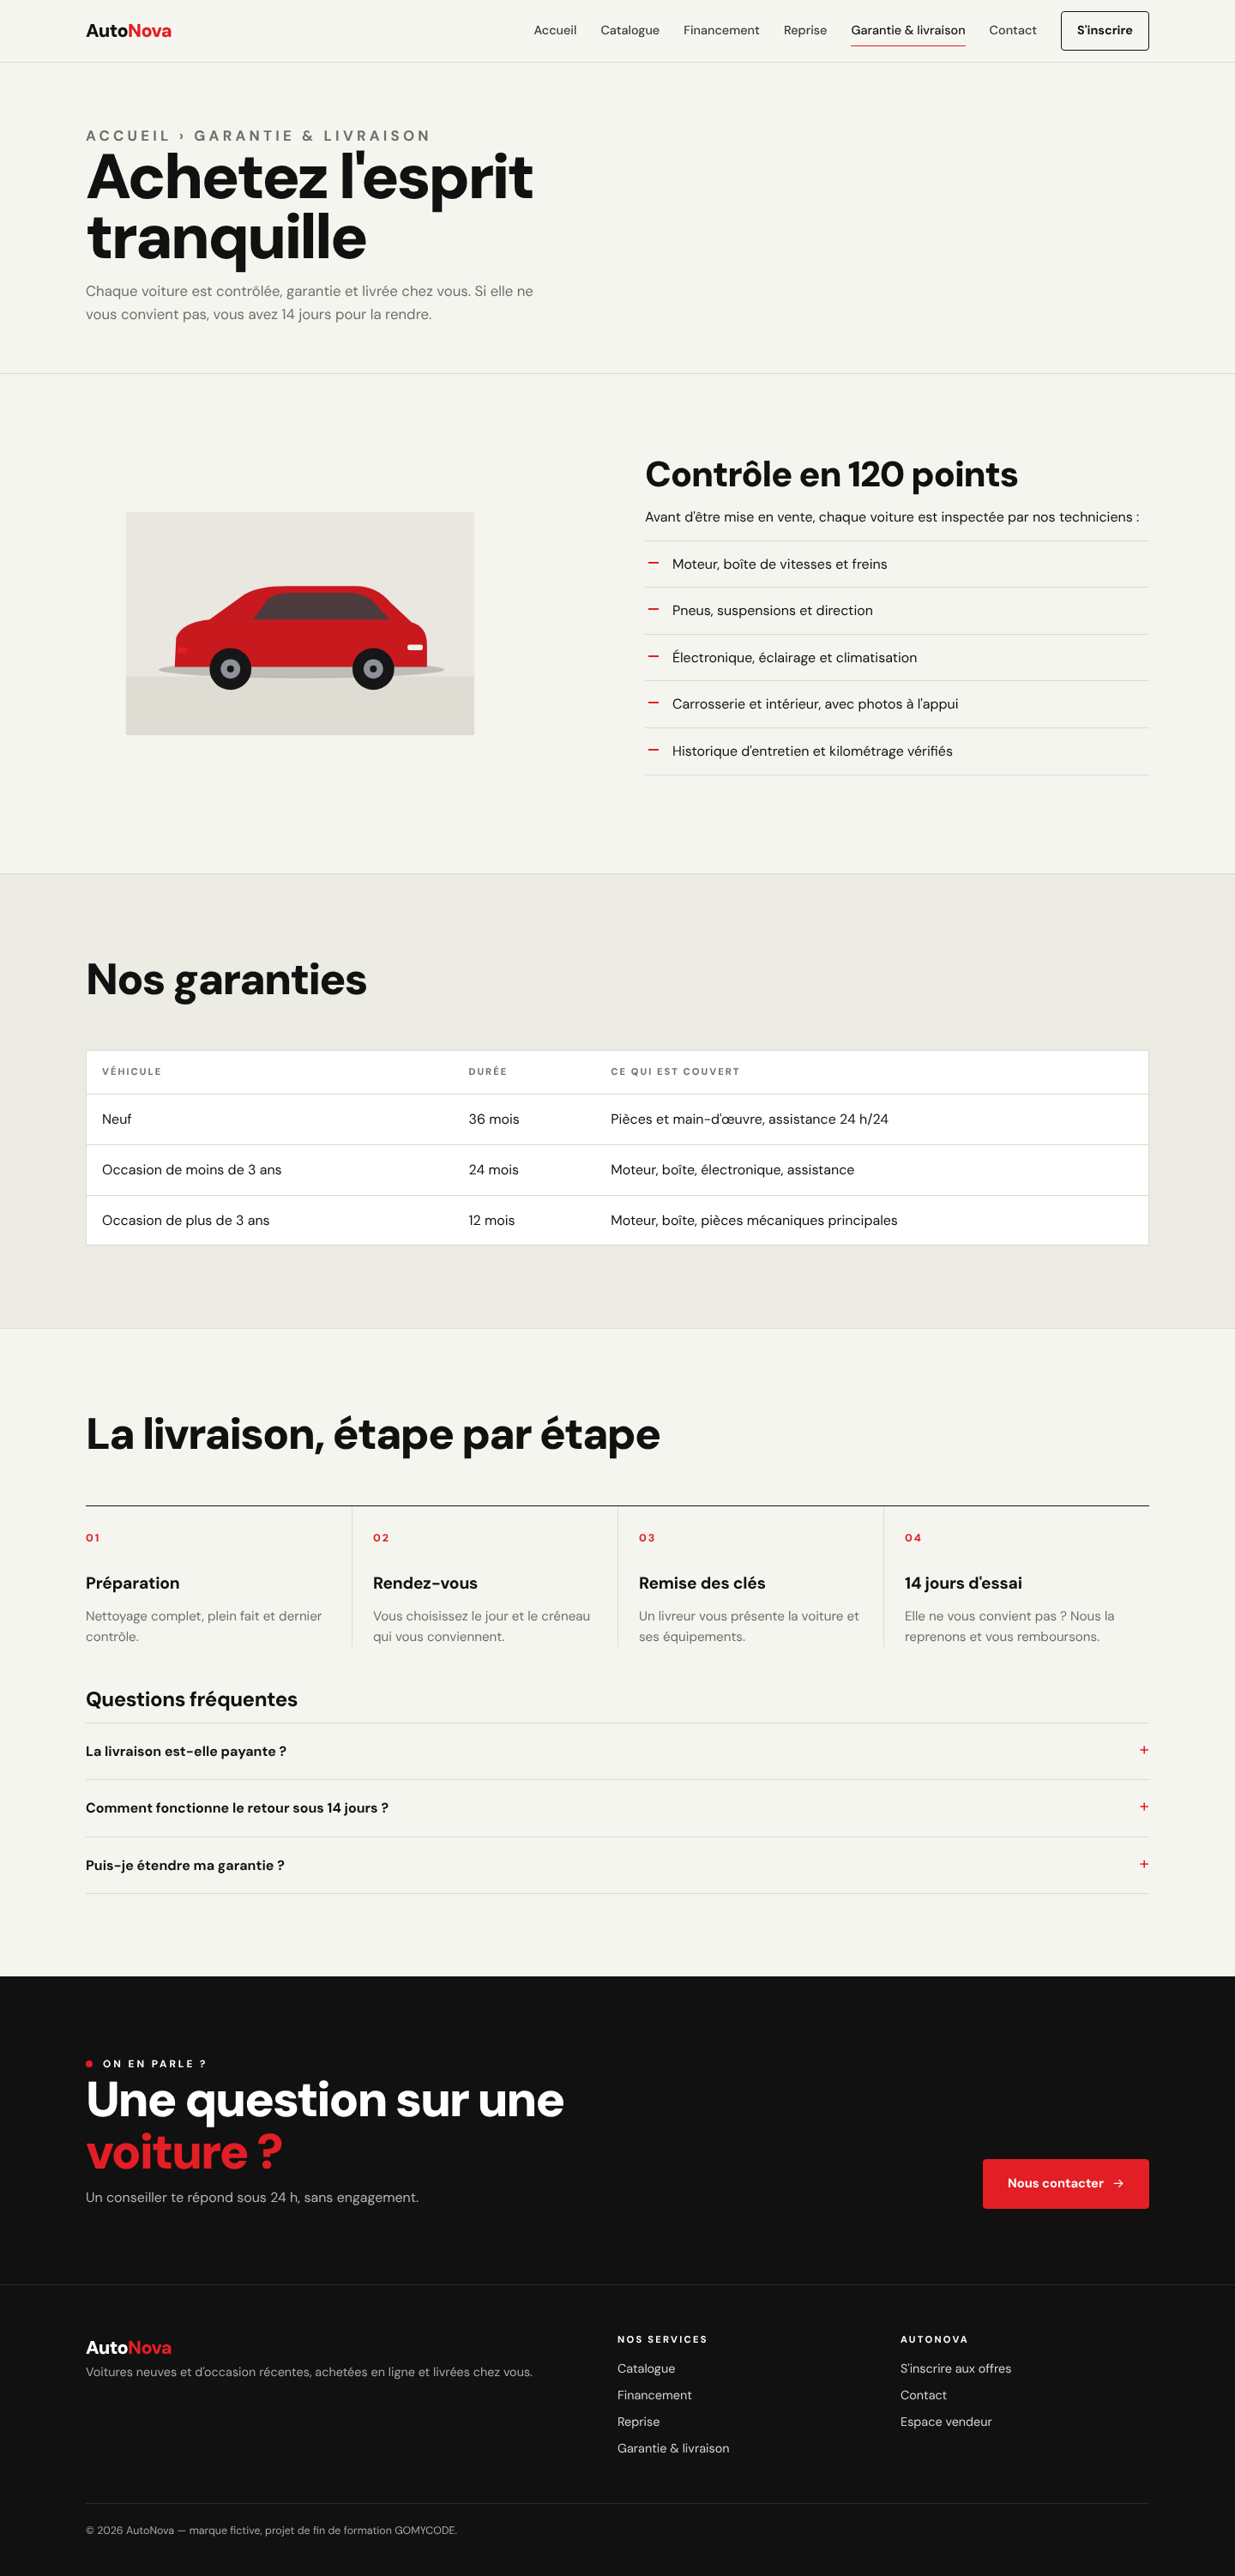 AutoNova
Accueil
Catalogue
Financement
Reprise
Garantie & livraison
Contact
S'inscrire
ACCUEIL › GARANTIE & LIVRAISON
Achetez l'esprit
tranquille
Chaque voiture est contrôlée, garantie et livrée chez vous. Si elle ne
vous convient pas, vous avez 14 jours pour la rendre.
Contrôle en 120 points
Avant d'être mise en vente, chaque voiture est inspectée par nos techniciens :
— Moteur, boîte de vitesses et freins
— Pneus, suspensions et direction
— Électronique, éclairage et climatisation
— Carrosserie et intérieur, avec photos à l'appui
— Historique d'entretien et kilométrage vérifiés
Nos garanties
VÉHICULE DURÉE CE QUI EST COUVERT
Neuf 36 mois Pièces et main-d'œuvre, assistance 24 h/24
Occasion de moins de 3 ans 24 mois Moteur, boîte, électronique, assistance
Occasion de plus de 3 ans 12 mois Moteur, boîte, pièces mécaniques principales
La livraison, étape par étape
01
Préparation
Nettoyage complet, plein fait et dernier
contrôle.
02
Rendez-vous
Vous choisissez le jour et le créneau
qui vous conviennent.
03
Remise des clés
Un livreur vous présente la voiture et
ses équipements.
04
14 jours d'essai
Elle ne vous convient pas ? Nous la
reprenons et vous remboursons.
Questions fréquentes
La livraison est-elle payante ? +
Comment fonctionne le retour sous 14 jours ? +
Puis-je étendre ma garantie ? +
ON EN PARLE ?
Une question sur une
voiture ?
Un conseiller te répond sous 24 h, sans engagement.
Nous contacter →
AutoNova
Voitures neuves et d'occasion récentes, achetées en ligne et livrées chez vous.
NOS SERVICES
Catalogue
Financement
Reprise
Garantie & livraison
AUTONOVA
S'inscrire aux offres
Contact
Espace vendeur
© 2026 AutoNova — marque fictive, projet de fin de formation GOMYCODE.